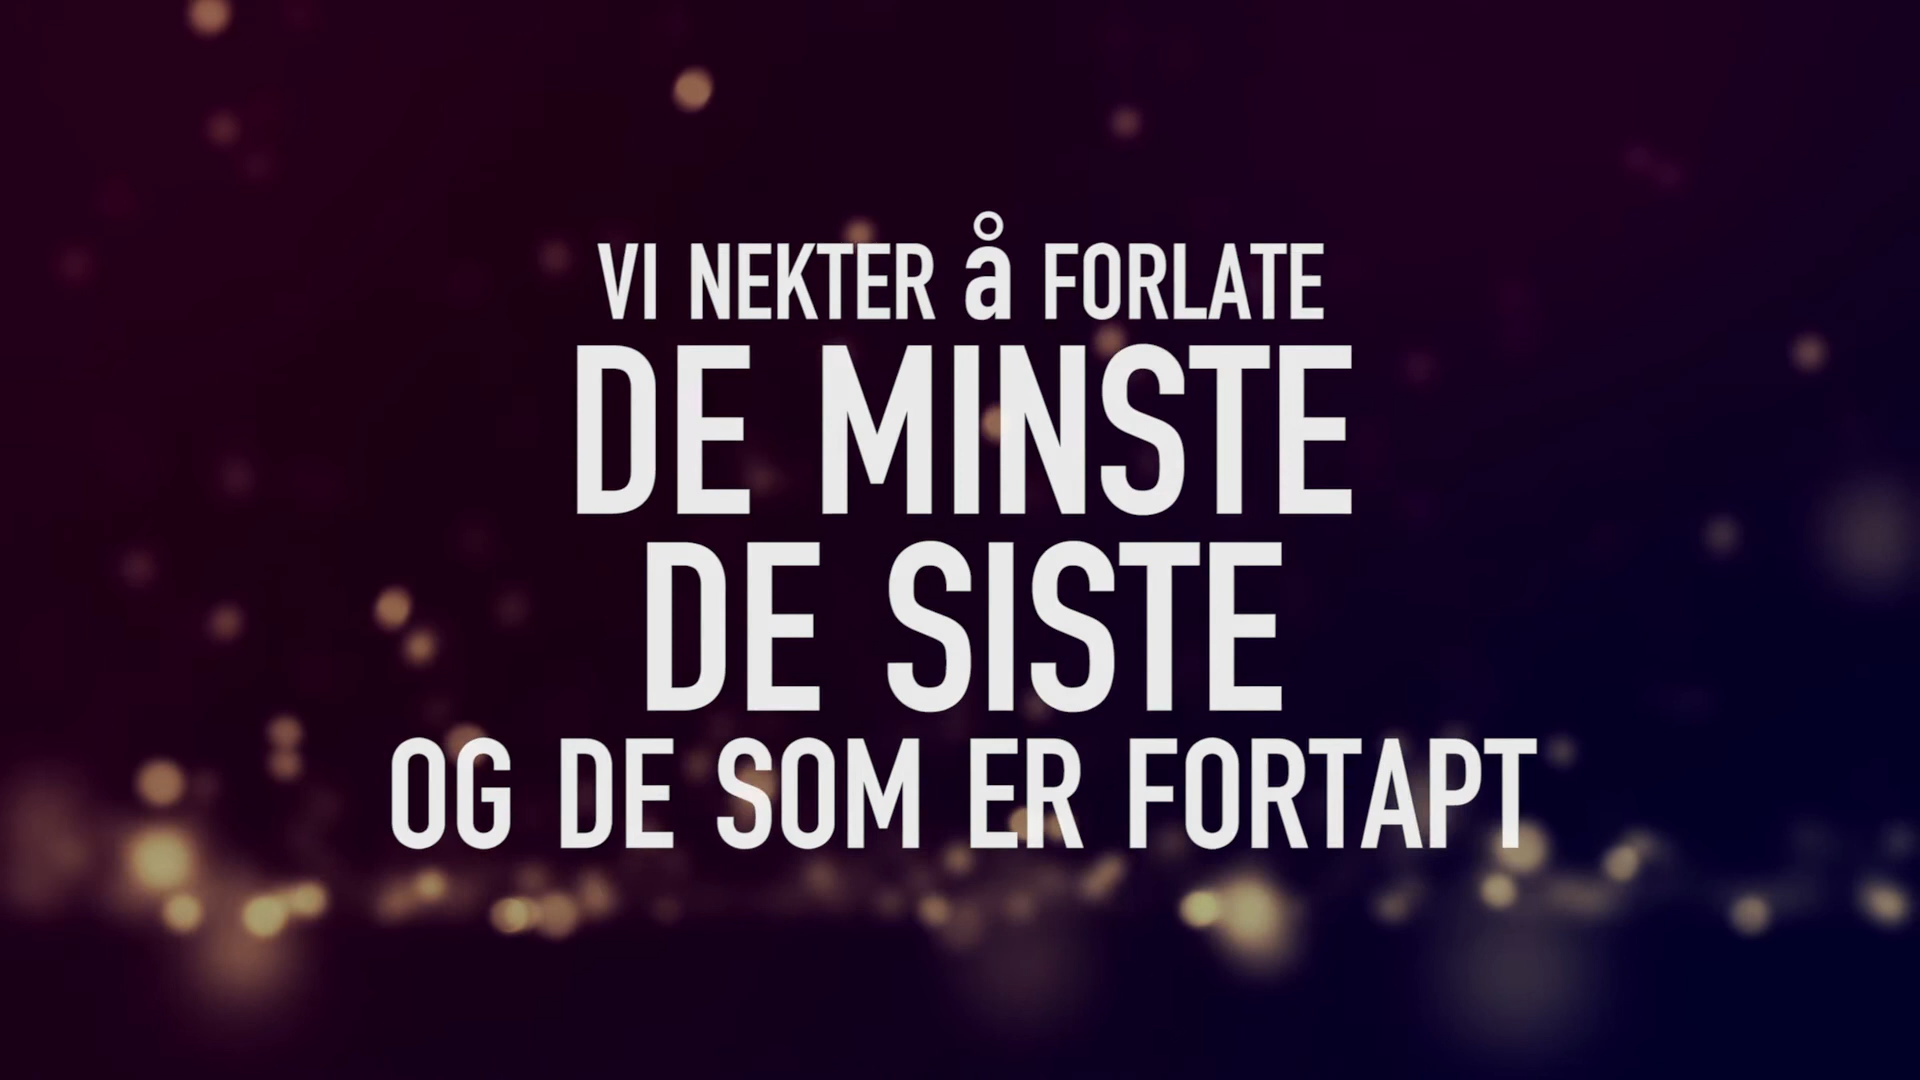 VI NEKTER å FORLATE
DE MINSTE
DE SISTE
OG DE SOM ER FORTAPT